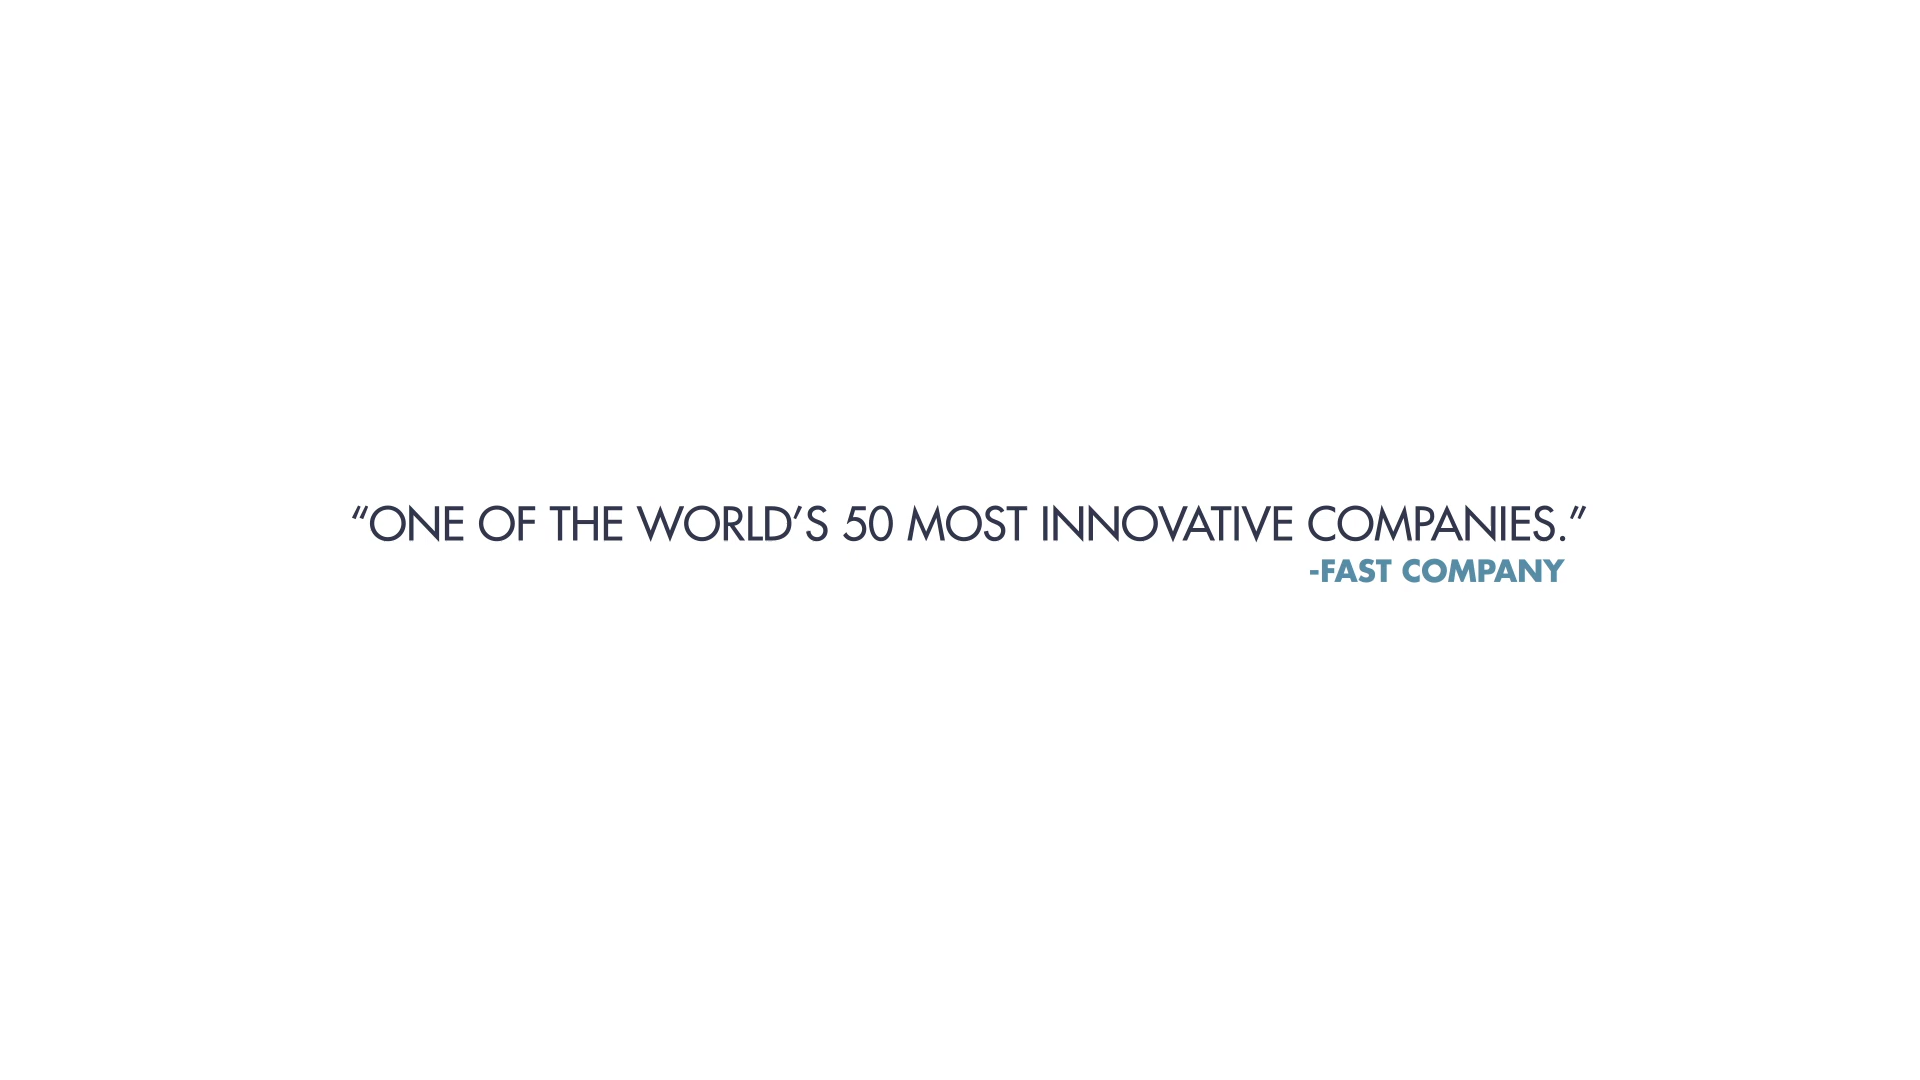 “ONE OF THE WORLD’S 50 MOST INNOVATIVE COMPANIES.”
-FAST COMPANY